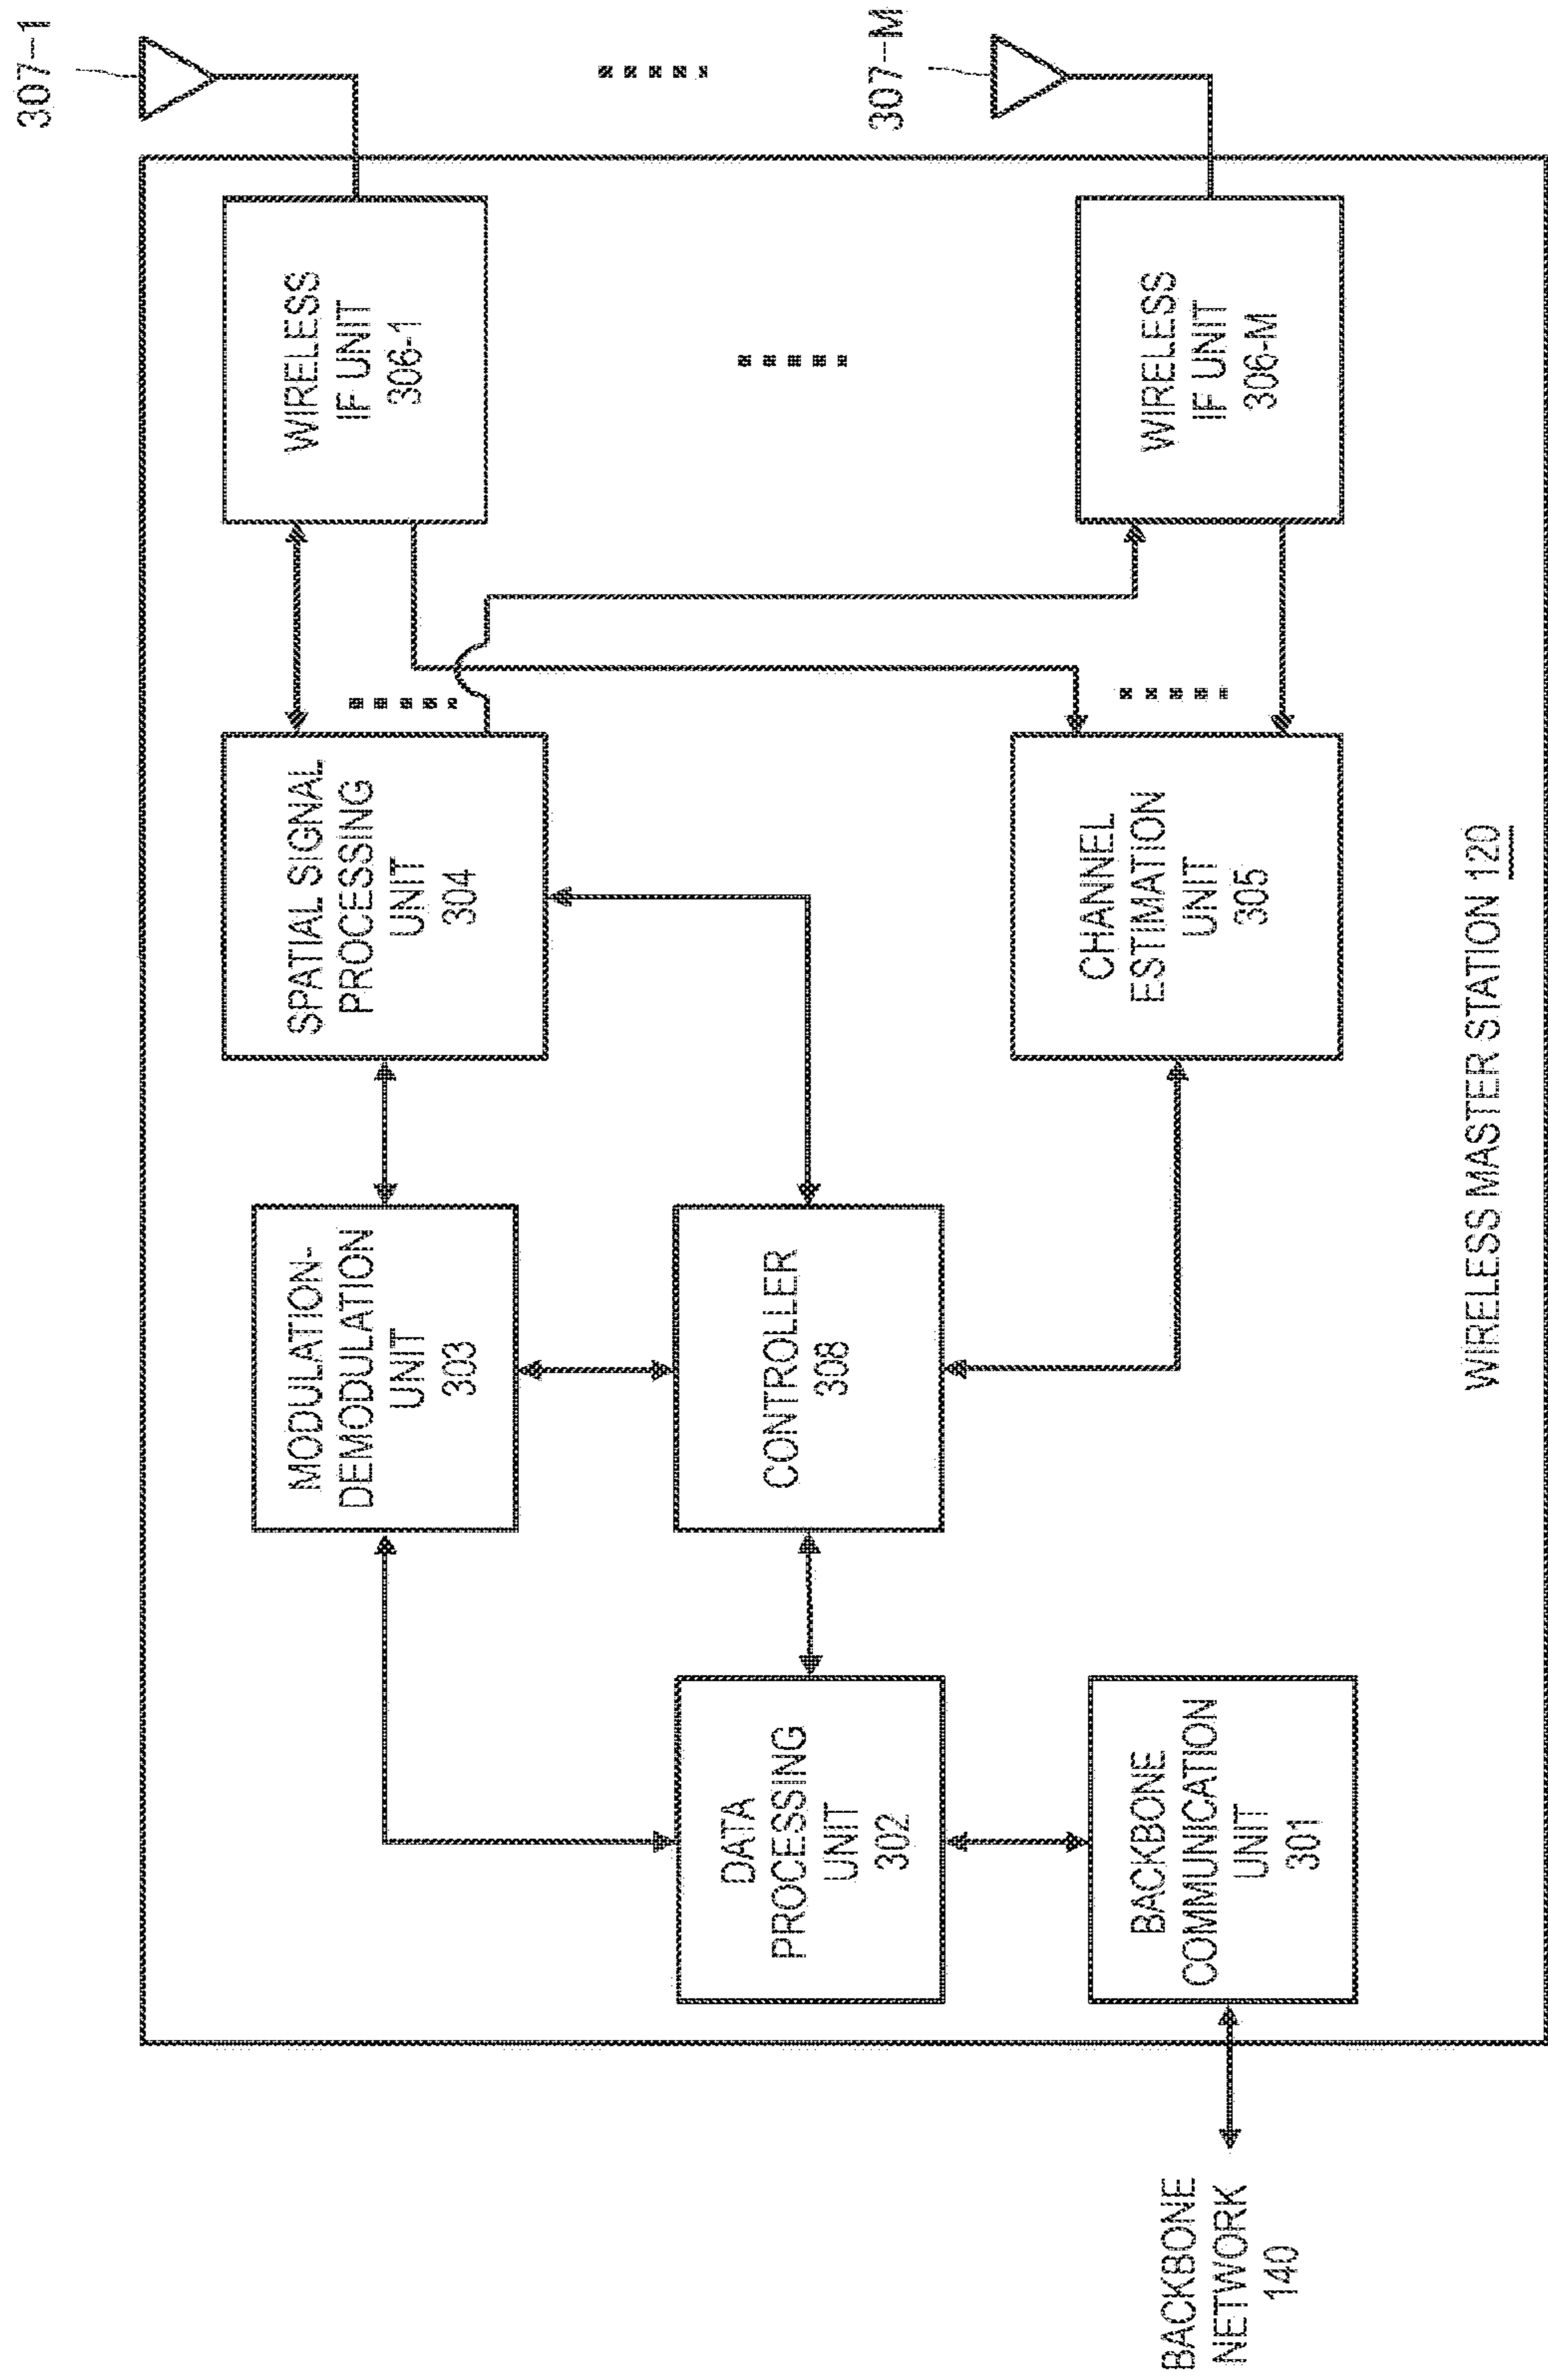 307-1
307-M
WIRELESS
IF UNIT
306-1
WIRELESS
IF UNIT
306-M
SPATIAL SIGNAL
PROCESSING
UNIT
304
CHANNEL
ESTIMATION
UNIT
305
MODULATION-
DEMODULATION
UNIT
303
CONTROLLER
308
DATA
PROCESSING
UNIT
302
BACKBONE
COMMUNICATION
UNIT
301
WIRELESS MASTER STATION 120
BACKBONE
NETWORK
140